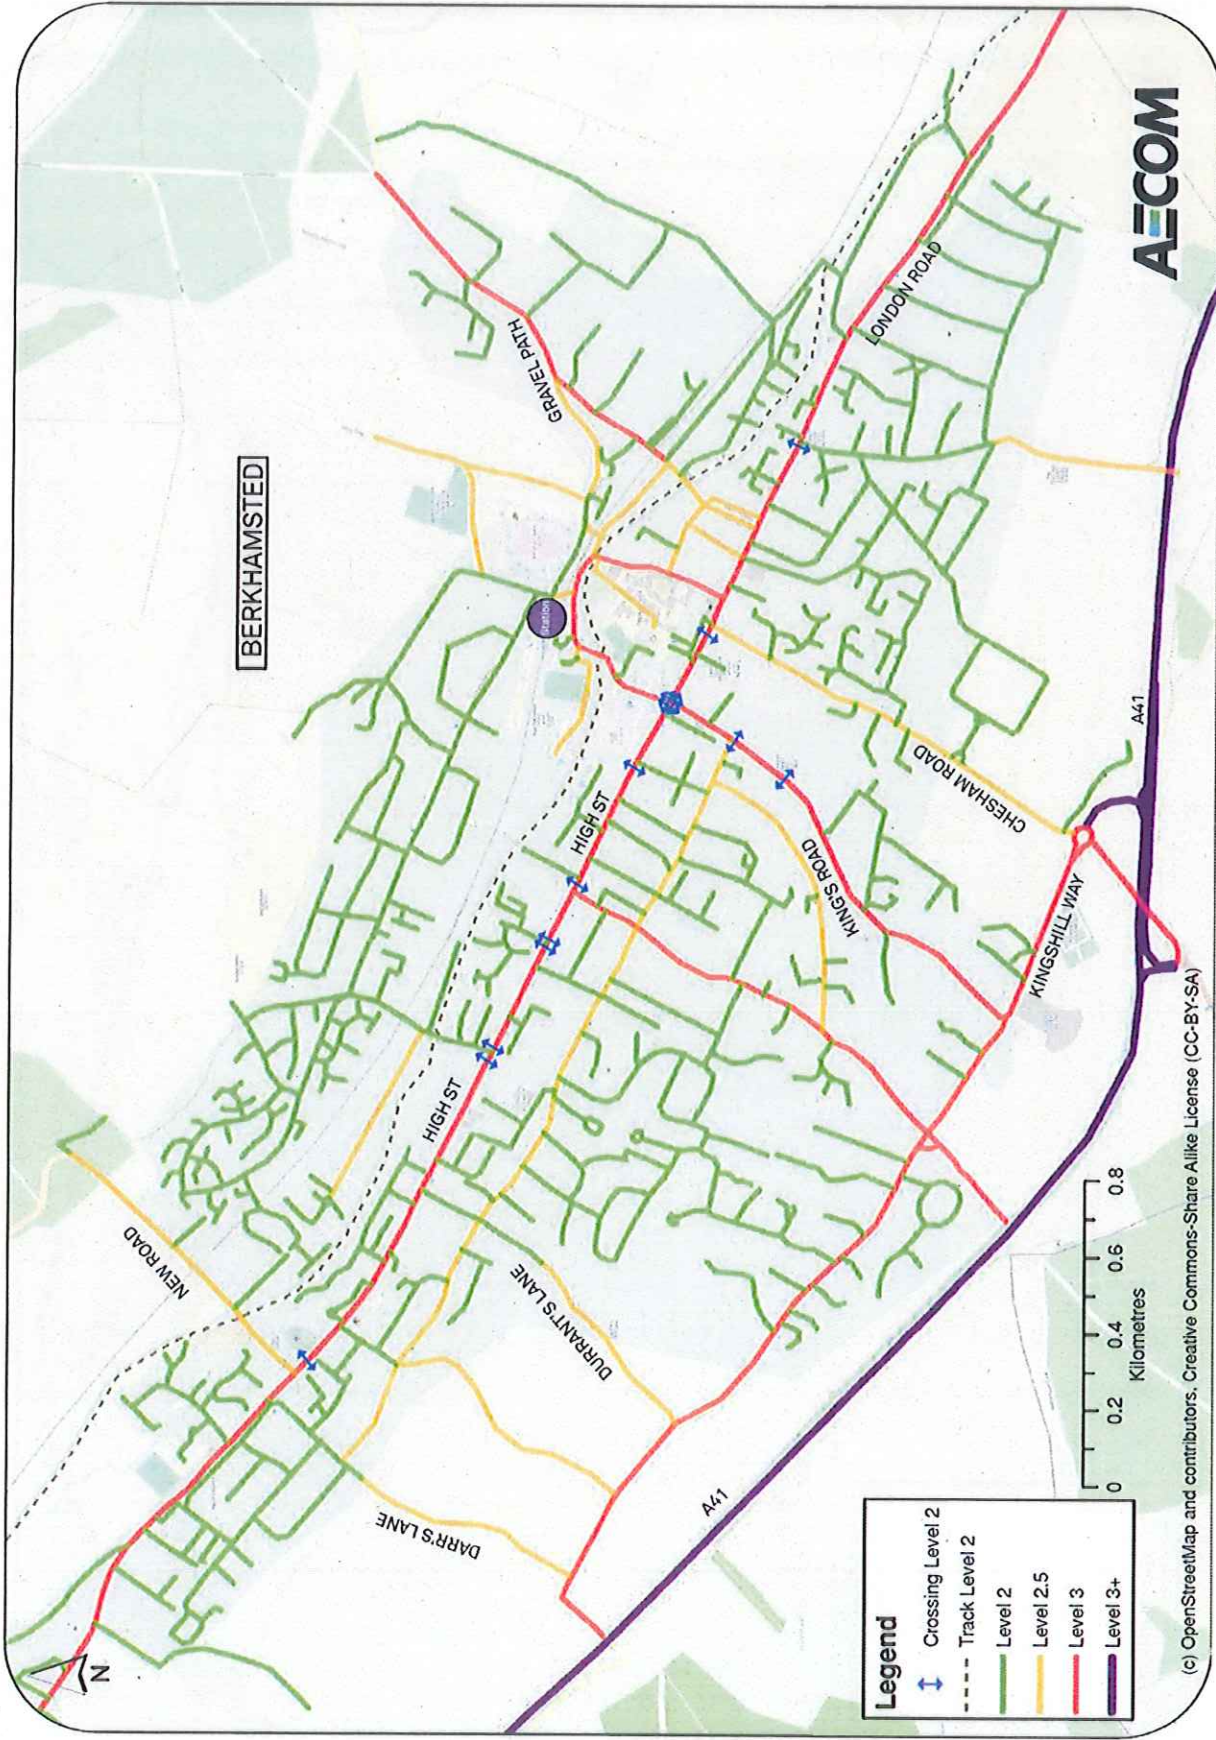 BERKHAMSTED
NEW ROAD
GRAVEL PATH
Station
HIGH ST
HIGH ST
LONDON ROAD
DARR'S LANE
DURRANT'S LANE
KING'S ROAD
CHESHAM ROAD
KINGSHILL WAY
A41
A41
N
Legend
Crossing Level 2
Track Level 2
Level 2
Level 2.5
Level 3
Level 3+
0 0.2 0.4 0.6 0.8
Kilometres
AECOM
(c) OpenStreetMap and contributors, Creative Commons-Share Alike License (CC-BY-SA)